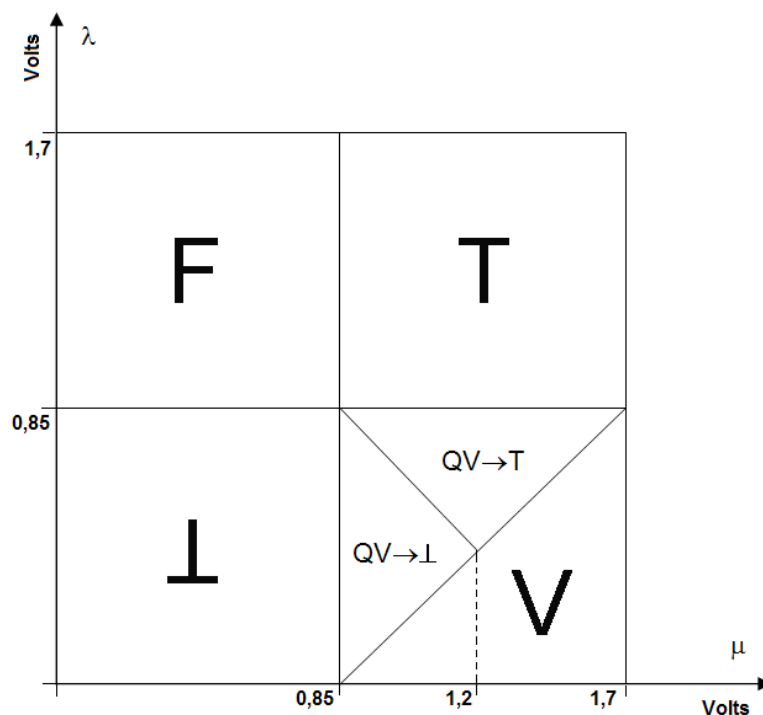 λ
Volts
1,7
F
T
0,85
QV→T
QV→⊥
⊥
V
μ
0,85
1,2
1,7
Volts